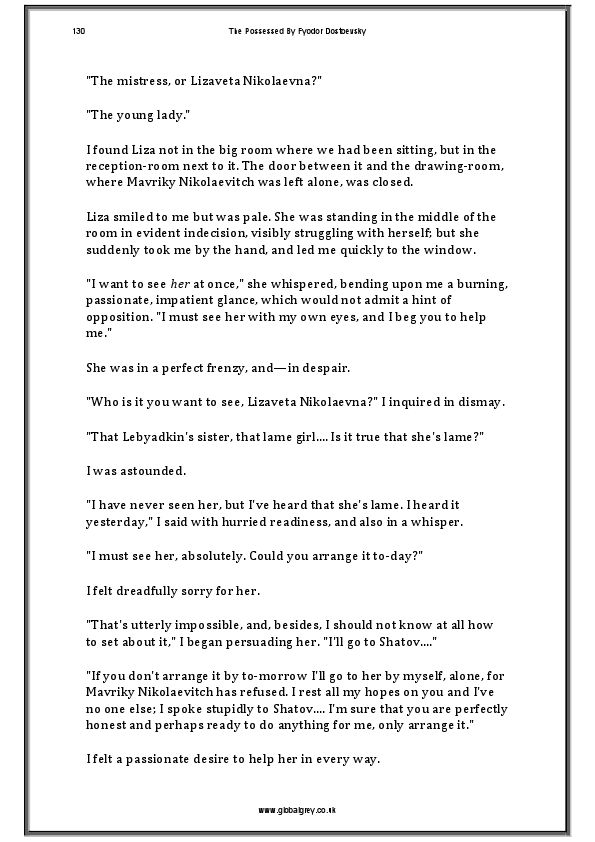 130
The Possessed By Fyodor Dostoevsky
"The mistress, or Lizaveta Nikolaevna?"
"The young lady."
I found Liza not in the big room where we had been sitting, but in the
reception-room next to it. The door between it and the drawing-room,
where Mavriky Nikolaevitch was left alone, was closed.
Liza smiled to me but was pale. She was standing in the middle of the
room in evident indecision, visibly struggling with herself; but she
suddenly took me by the hand, and led me quickly to the window.
"I want to see her at once," she whispered, bending upon me a burning,
passionate, impatient glance, which would not admit a hint of
opposition. "I must see her with my own eyes, and I beg you to help
me."
She was in a perfect frenzy, and—in despair.
"Who is it you want to see, Lizaveta Nikolaevna?" I inquired in dismay.
"That Lebyadkin's sister, that lame girl.... Is it true that she's lame?"
I was astounded.
"I have never seen her, but I've heard that she's lame. I heard it
yesterday," I said with hurried readiness, and also in a whisper.
"I must see her, absolutely. Could you arrange it to-day?"
I felt dreadfully sorry for her.
"That's utterly impossible, and, besides, I should not know at all how
to set about it," I began persuading her. "I'll go to Shatov...."
"If you don't arrange it by to-morrow I'll go to her by myself, alone, for
Mavriky Nikolaevitch has refused. I rest all my hopes on you and I've
no one else; I spoke stupidly to Shatov.... I'm sure that you are perfectly
honest and perhaps ready to do anything for me, only arrange it."
I felt a passionate desire to help her in every way.
www.globalgrey.co.uk